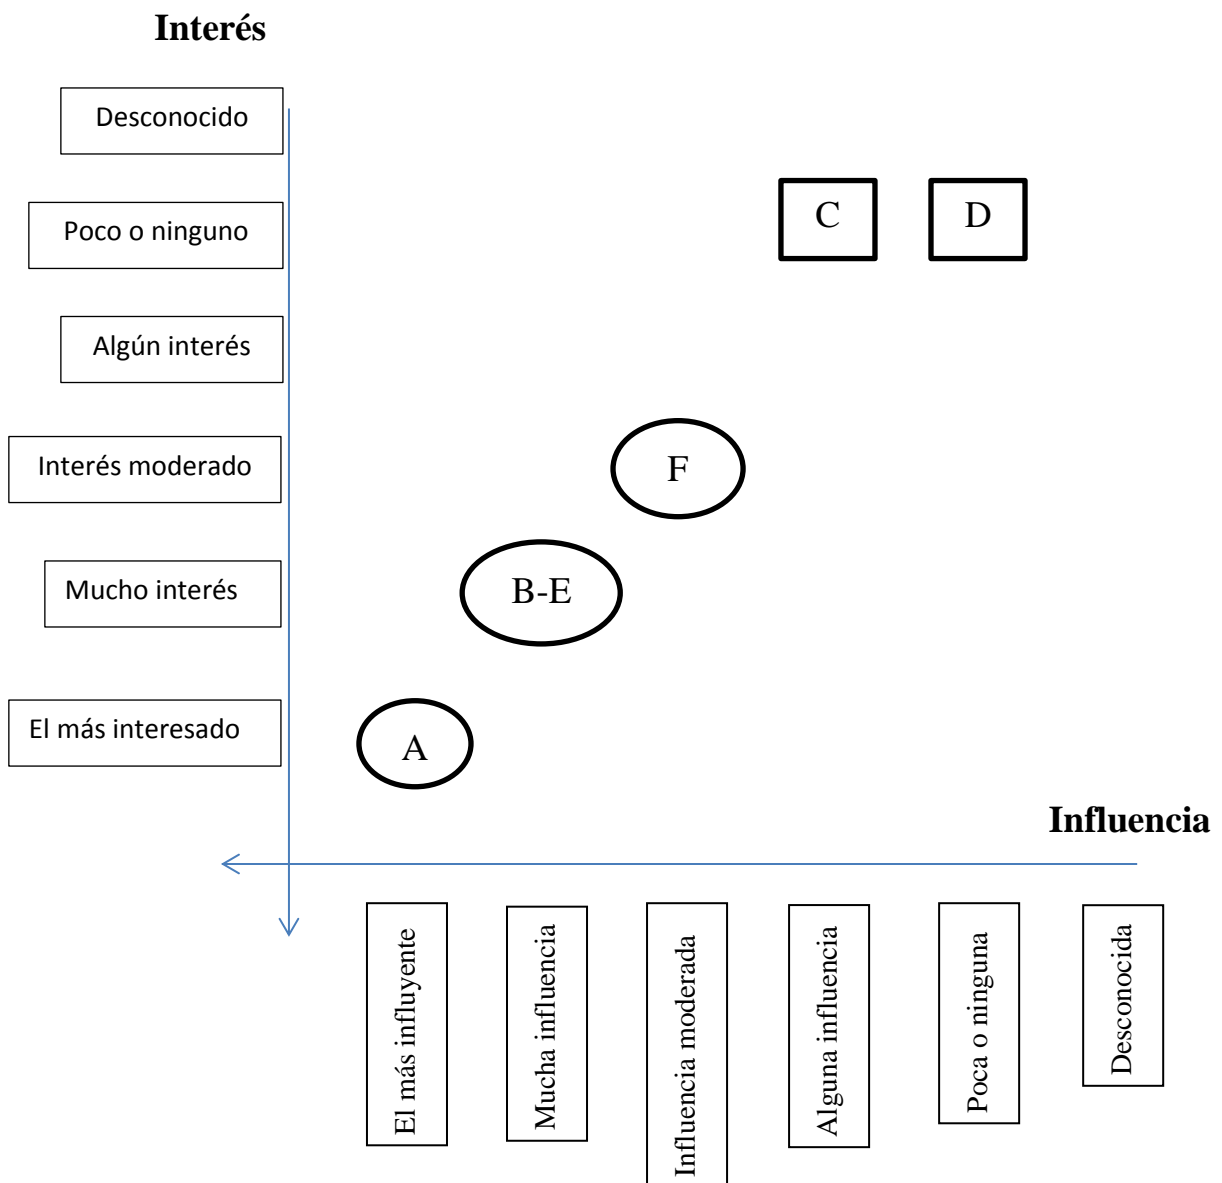 Interés
Desconocido
Poco o ninguno
C
D
Algún interés
Interés moderado
F
Mucho interés
B-E
El más interesado
A
Influencia
El más influyente
Mucha influencia
Influencia moderada
Alguna influencia
Poca o ninguna
Desconocida